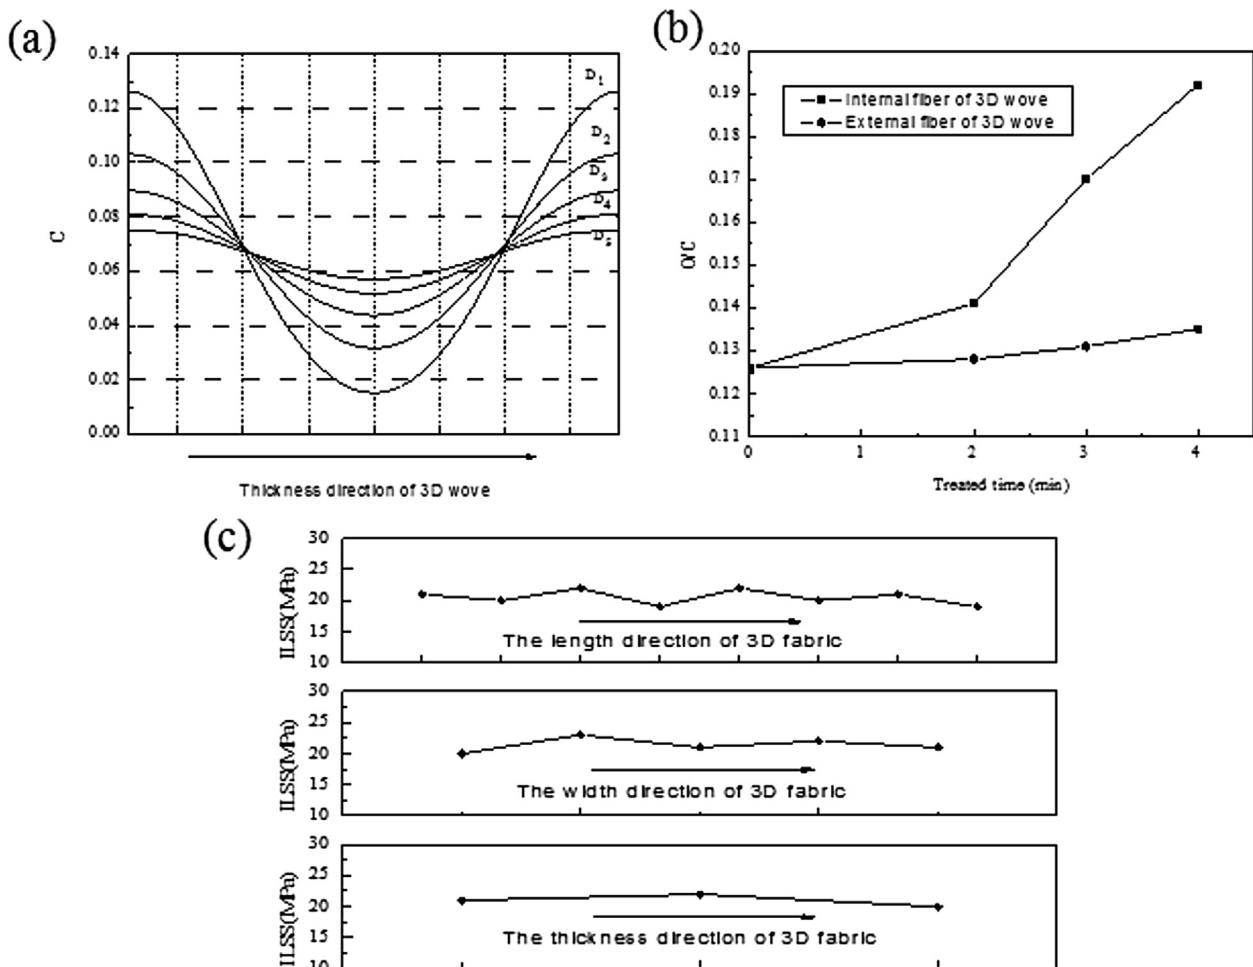 (a)
0.14
0.12
0.10
0.08
0.06
0.04
0.02
0.00
C
D1
D2
D3
D4
D5
Thickness direction of 3D wove
(b)
0.20
0.19
0.18
0.17
0.16
0.15
0.14
0.13
0.12
0.11
O/C
Internal fiber of 3D wove
External fiber of 3D wove
0 1 2 3 4
Treated time (min)
(c)
30
25
20
15
10
ILSS(MPa)
The length direction of 3D fabric
30
25
20
15
10
ILSS(MPa)
The width direction of 3D fabric
30
25
20
15
10
ILSS(MPa)
The thickness direction of 3D fabric